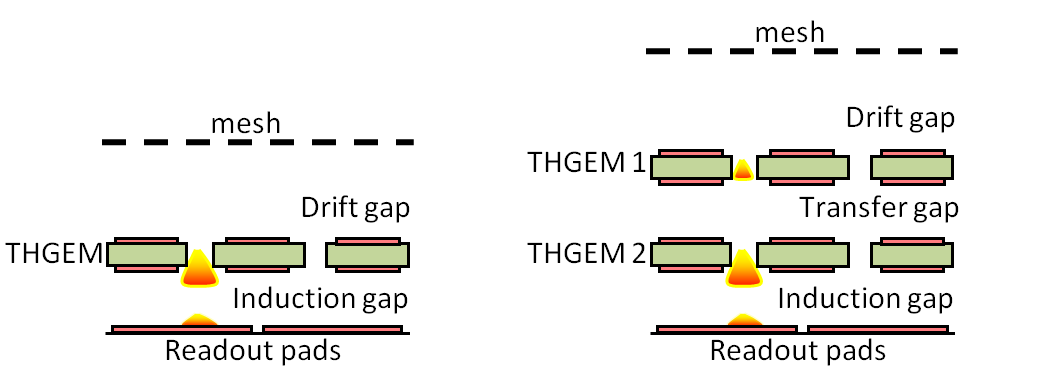 mesh
Drift gap
THGEM
Induction gap
Readout pads
mesh
Drift gap
THGEM 1
Transfer gap
THGEM 2
Induction gap
Readout pads